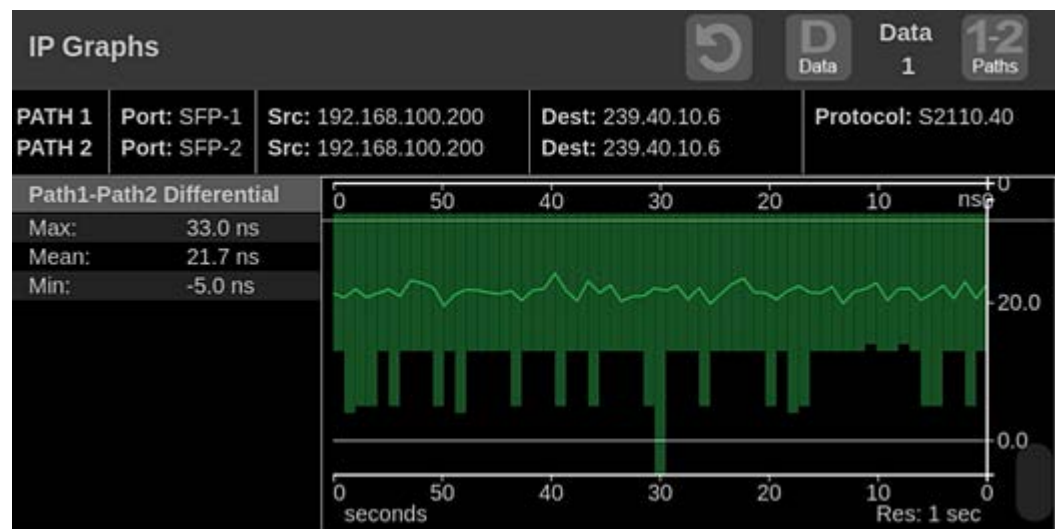 IP Graphs
D
Data
Data
1
1-2
Paths
PATH 1 Port: SFP-1 Src: 192.168.100.200 Dest: 239.40.10.6 Protocol: S2110.40
PATH 2 Port: SFP-2 Src: 192.168.100.200 Dest: 239.40.10.6
Path1-Path2 Differential
Max: 33.0 ns
Mean: 21.7 ns
Min: -5.0 ns
0 50 40 30 20 10 0
ns
20.0
0.0
0 50 40 30 20 10 0
seconds Res: 1 sec